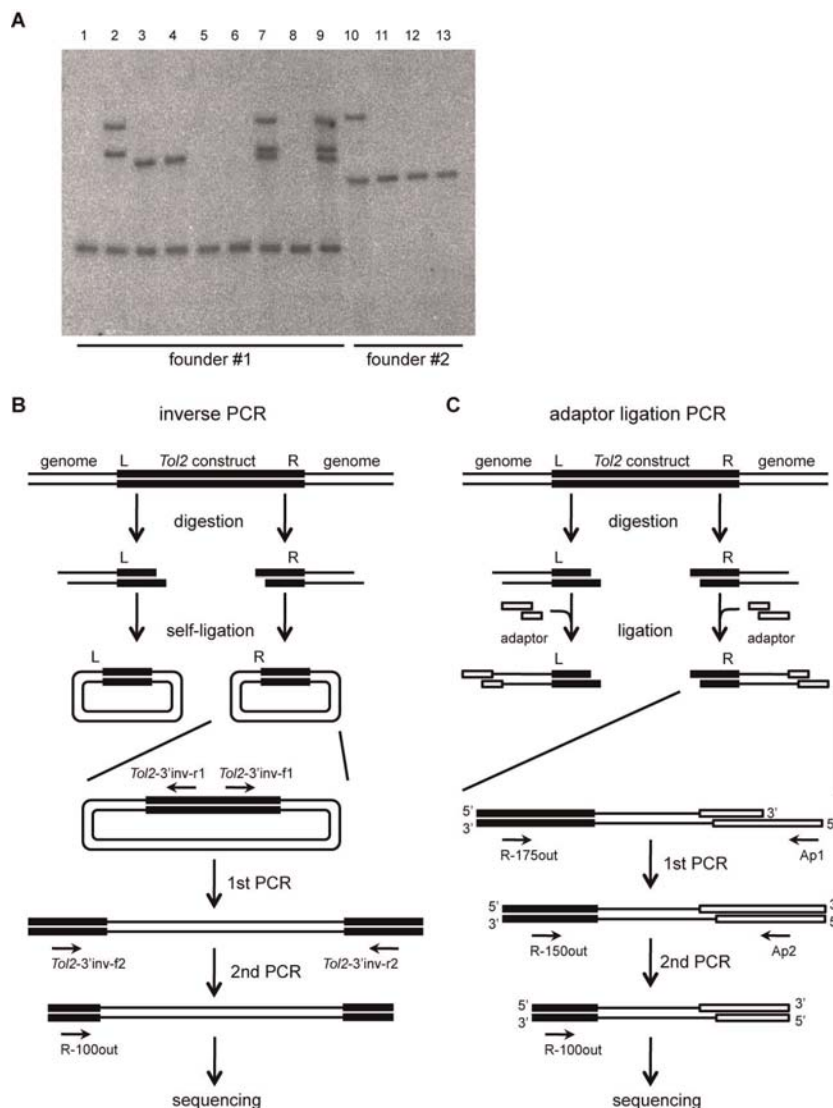 A
1 2 3 4 5 6 7 8 9 10 11 12 13
founder #1 founder #2
B
inverse PCR
genome L Tol2 construct R genome
digestion
L R
self-ligation
L R
Tol2-3'inv-r1 Tol2-3'inv-f1
1st PCR
Tol2-3'inv-f2 Tol2-3'inv-r2
2nd PCR
R-100out
sequencing
C
adaptor ligation PCR
genome L Tol2 construct R genome
digestion
L R
adaptor ligation adaptor
L R
5' 3'
3' 5'
R-175out Ap1
1st PCR
5' 3'
3' 5'
R-150out Ap2
2nd PCR
5' 3'
3' 5'
R-100out
sequencing